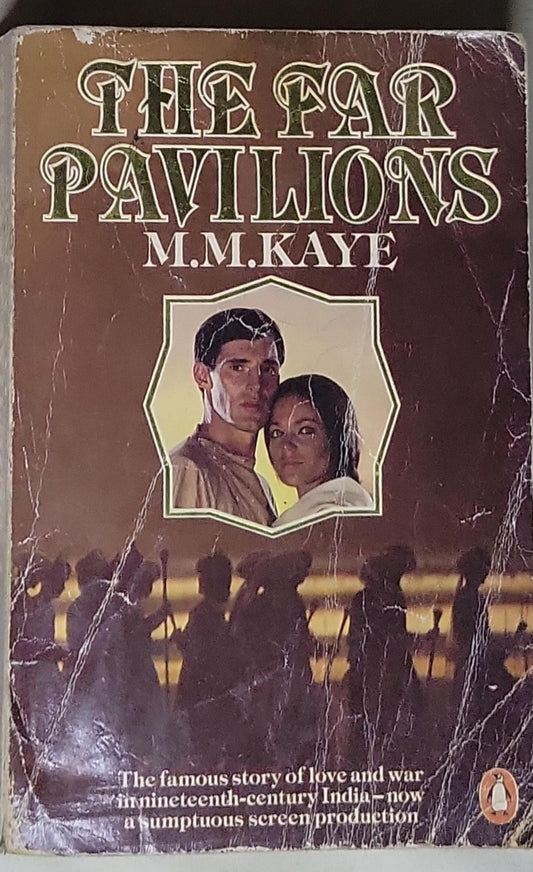 THE FAR
PAVILIONS
M.M.KAYE
The famous story of love and war
in nineteenth-century India–now
a sumptuous screen production